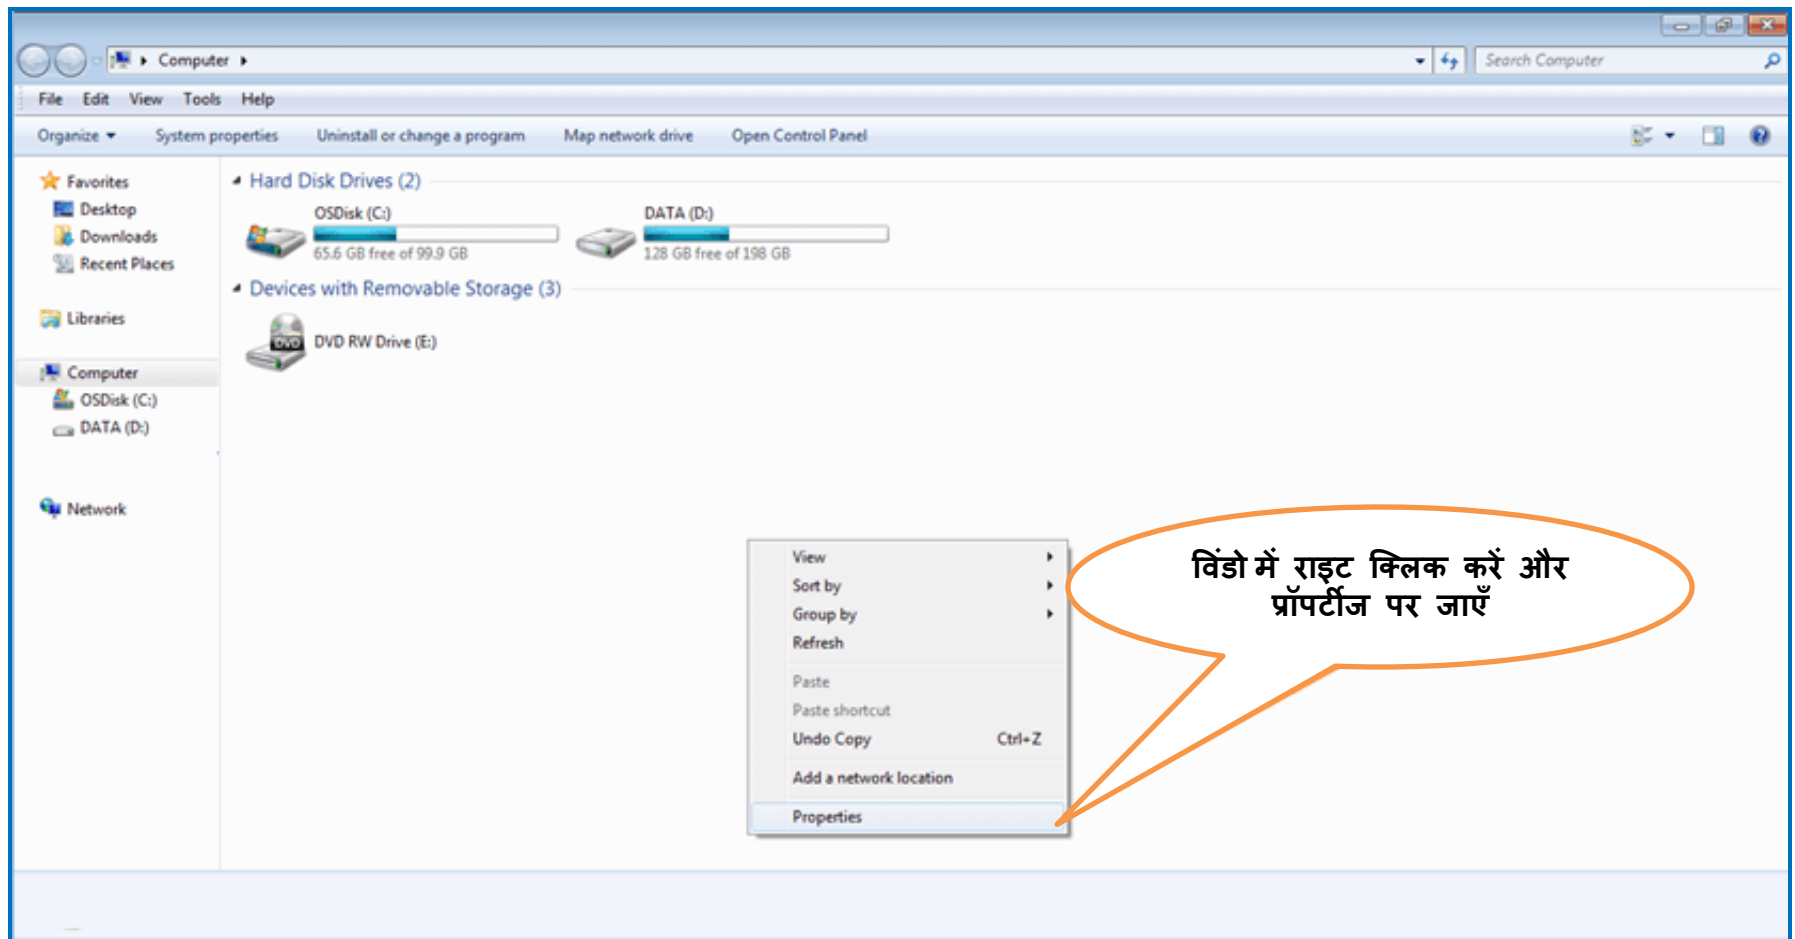 Computer
Search Computer
File Edit View Tools Help
Organize System properties Uninstall or change a program Map network drive Open Control Panel
Favorites
Desktop
Downloads
Recent Places
Libraries
Computer
OSDisk (C:)
DATA (D:)
Network
Hard Disk Drives (2)
OSDisk (C:)
65.6 GB free of 99.9 GB
DATA (D:)
128 GB free of 198 GB
Devices with Removable Storage (3)
DVD
DVD RW Drive (E:)
View
Sort by
Group by
Refresh
Paste
Paste shortcut
Undo Copy Ctrl+Z
Add a network location
Properties
विंडो में राइट क्लिक करें और
प्रॉपर्टीज पर जाएँ